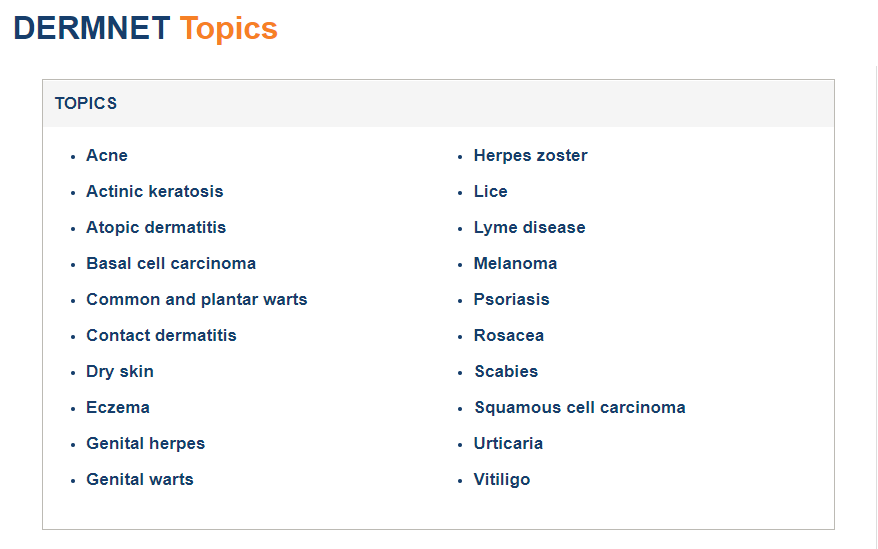 DERMNET Topics
TOPICS
Acne
Actinic keratosis
Atopic dermatitis
Basal cell carcinoma
Common and plantar warts
Contact dermatitis
Dry skin
Eczema
Genital herpes
Genital warts
Herpes zoster
Lice
Lyme disease
Melanoma
Psoriasis
Rosacea
Scabies
Squamous cell carcinoma
Urticaria
Vitiligo